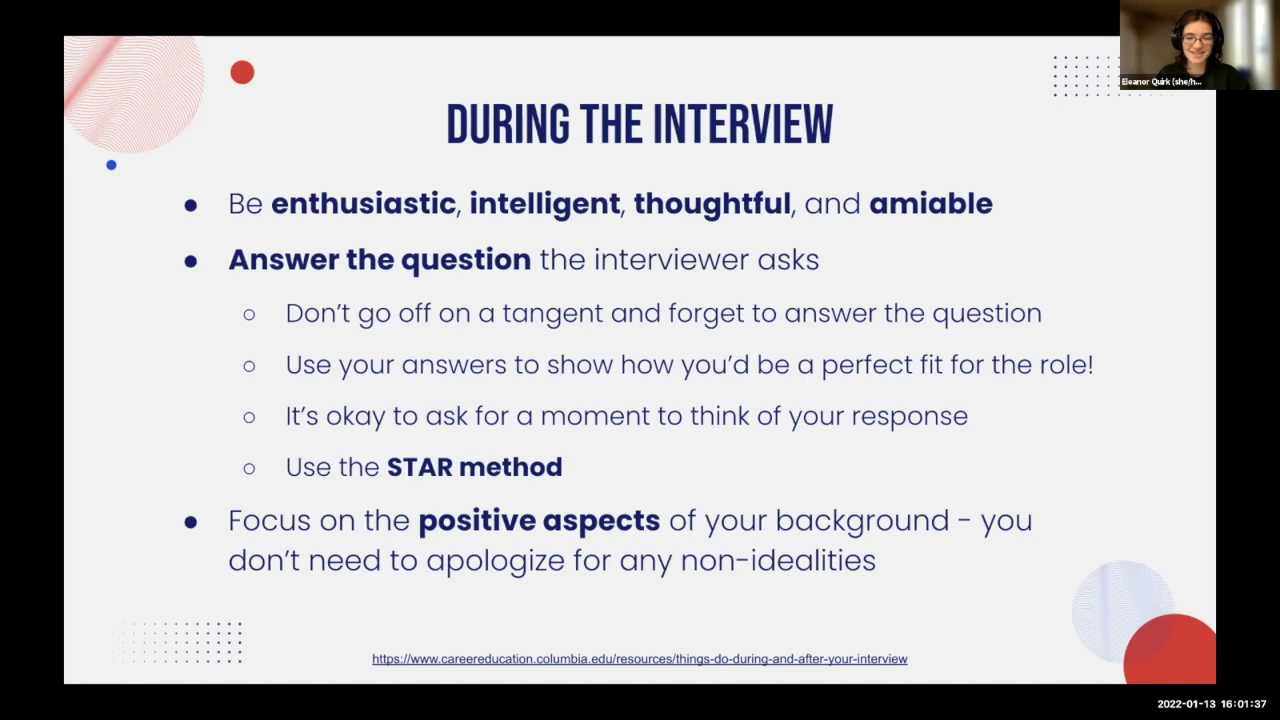 Eleanor Quirk (she/h...
DURING THE INTERVIEW
● Be enthusiastic, intelligent, thoughtful, and amiable
● Answer the question the interviewer asks
○ Don't go off on a tangent and forget to answer the question
○ Use your answers to show how you'd be a perfect fit for the role!
○ It's okay to ask for a moment to think of your response
○ Use the STAR method
● Focus on the positive aspects of your background - you
don't need to apologize for any non-idealities
https://www.careereducation.columbia.edu/resources/things-do-during-and-after-your-interview
2022-01-13 16:01:37